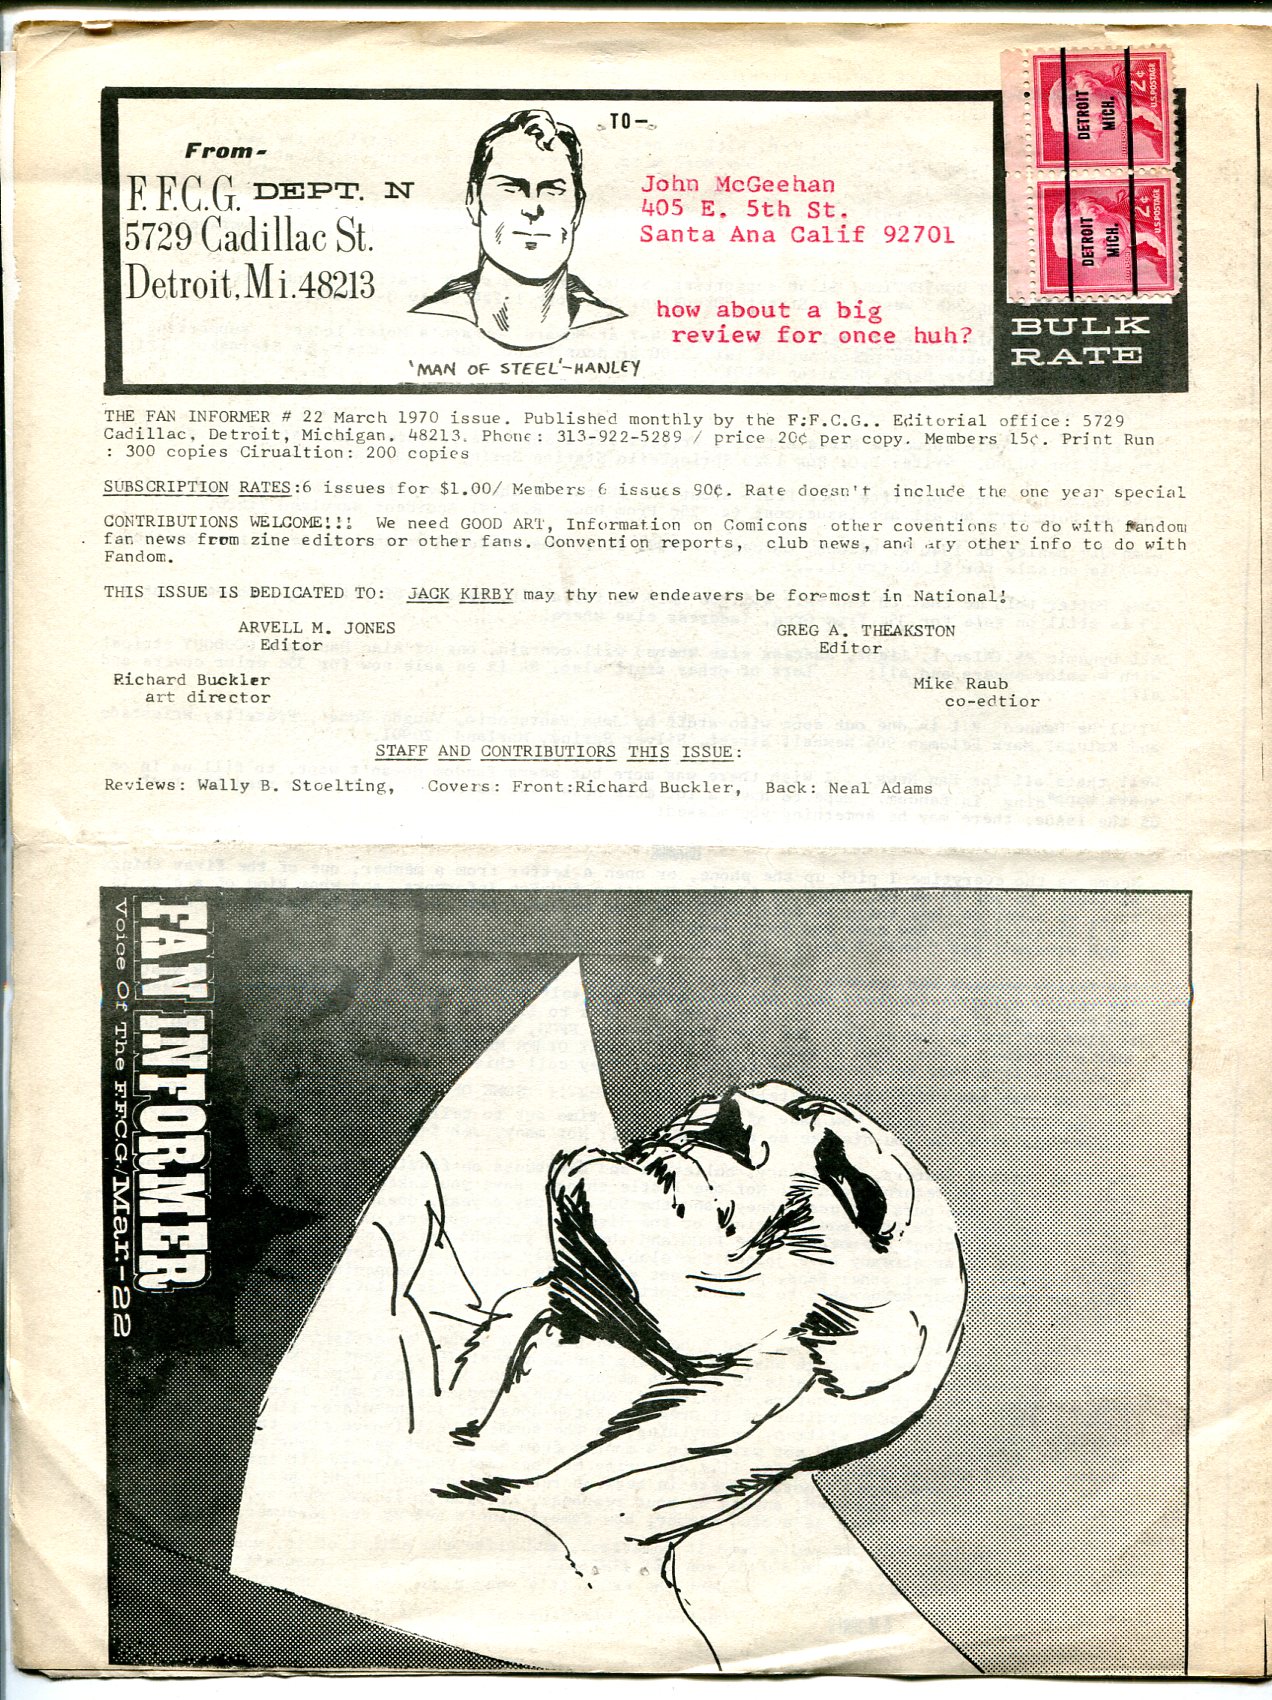 From-
F.F.C.G. DEPT. N
5729 Cadillac St.
Detroit, Mi. 48213
TO-
John McGeehan
405 E. 5th St.
Santa Ana Calif 92701
how about a big
review for once huh?
'MAN OF STEEL'-HANLEY
DETROIT
MICH.
2¢
U.S. POSTAGE
DETROIT
MICH.
2¢
U.S. POSTAGE
BULK
RATE
THE FAN INFORMER # 22 March 1970 issue. Published monthly by the F.F.C.G.. Editorial office: 5729
Cadillac, Detroit, Michigan. 48213. Phone: 313-922-5289 / price 20¢ per copy. Members 15¢. Print Run
: 300 copies Cirualtion: 200 copies
SUBSCRIPTION RATES:6 issues for $1.00/ Members 6 issues 90¢. Rate doesn't include the one year special
CONTRIBUTIONS WELCOME!!! We need GOOD ART, Information on Comicons other coventions to do with fandom
fan news from zine editors or other fans. Convention reports, club news, and any other info to do with
Fandom.
THIS ISSUE IS DEDICATED TO: JACK KIRBY may thy new endeavers be foremost in National!
ARVELL M. JONES
Editor
GREG A. THEAKSTON
Editor
Richard Buckler
art director
Mike Raub
co-edtior
STAFF AND CONTRIBUTIORS THIS ISSUE:
Reviews: Wally B. Stoelting, Covers: Front:Richard Buckler, Back: Neal Adams
FAN INFORMER
Voice Of The FFCG/Mar.-22